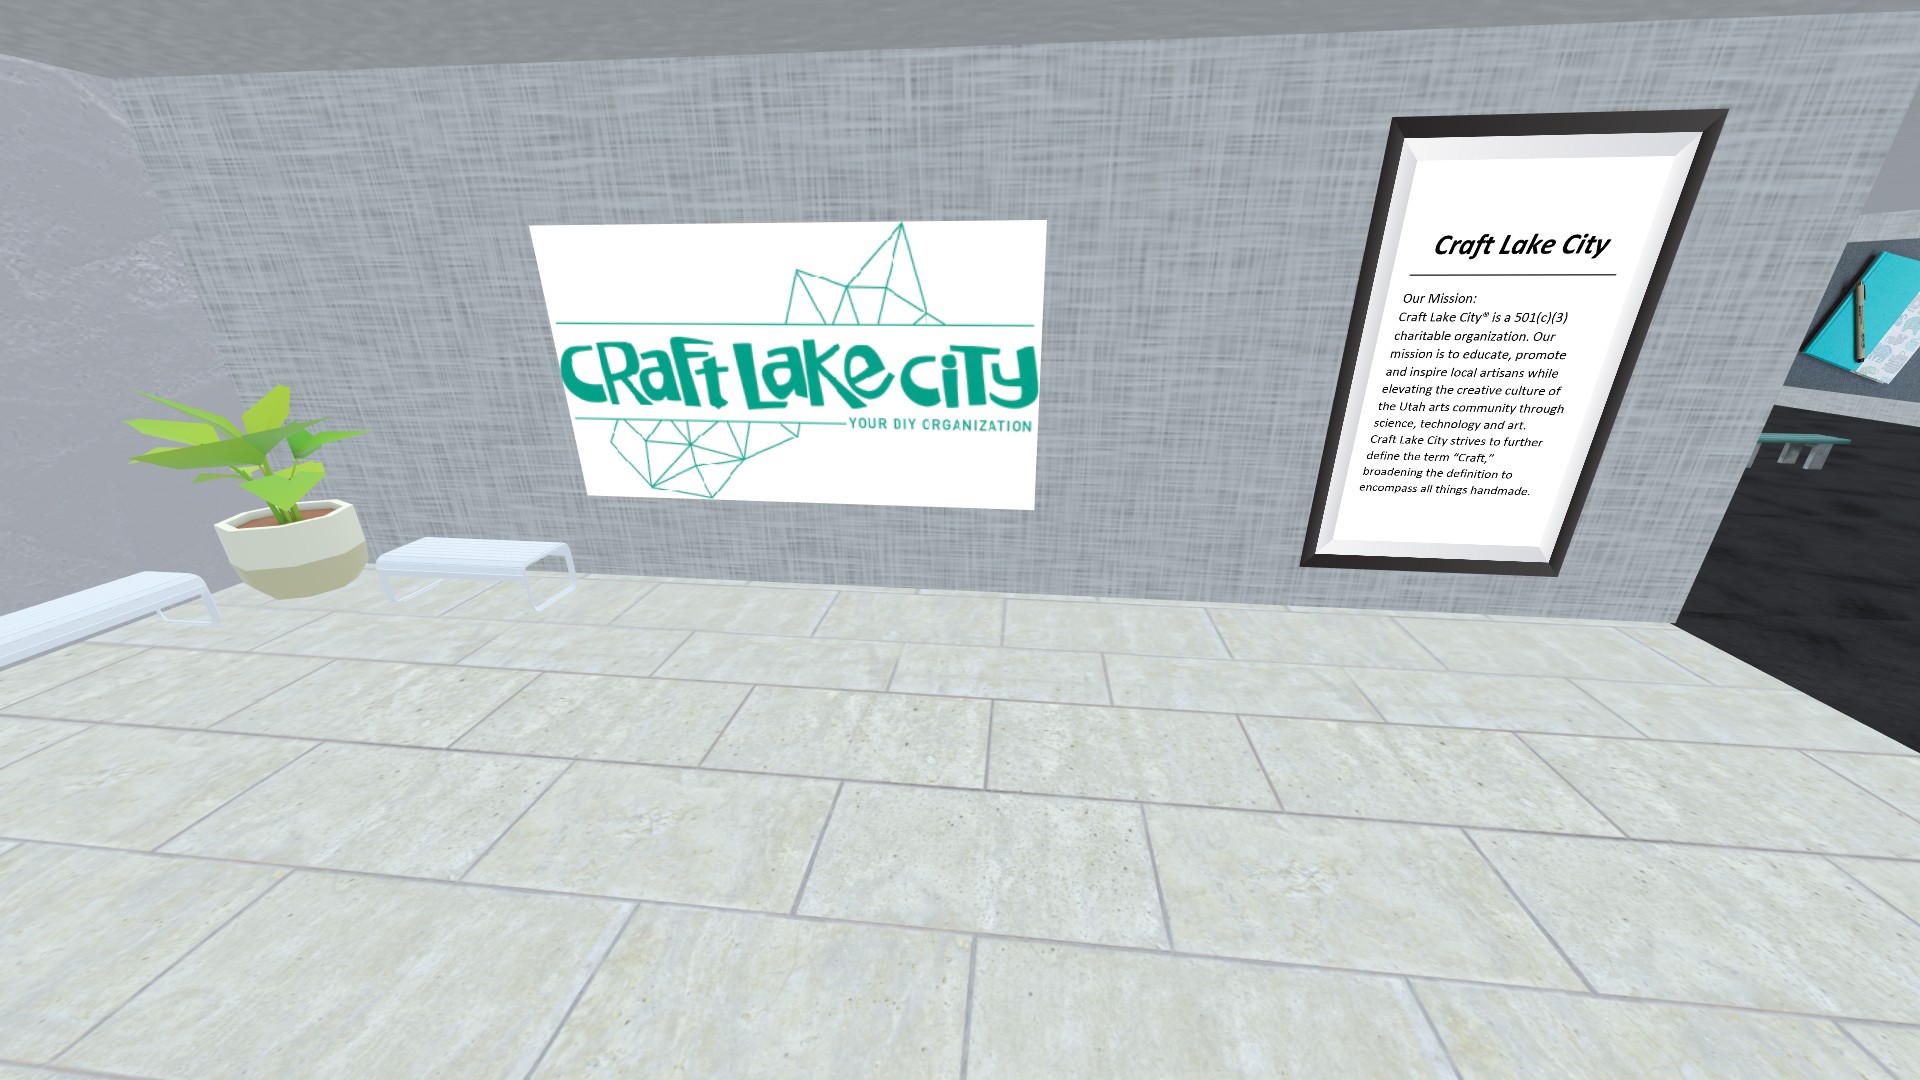 CRaft Lake CiTy
YOUR DIY ORGANIZATION
Craft Lake City
Our Mission:
Craft Lake City® is a 501(c)(3)
charitable organization. Our
mission is to educate, promote
and inspire local artisans while
elevating the creative culture of
the Utah arts community through
science, technology and art.
Craft Lake City strives to further
define the term “Craft,”
broadening the definition to
encompass all things handmade.